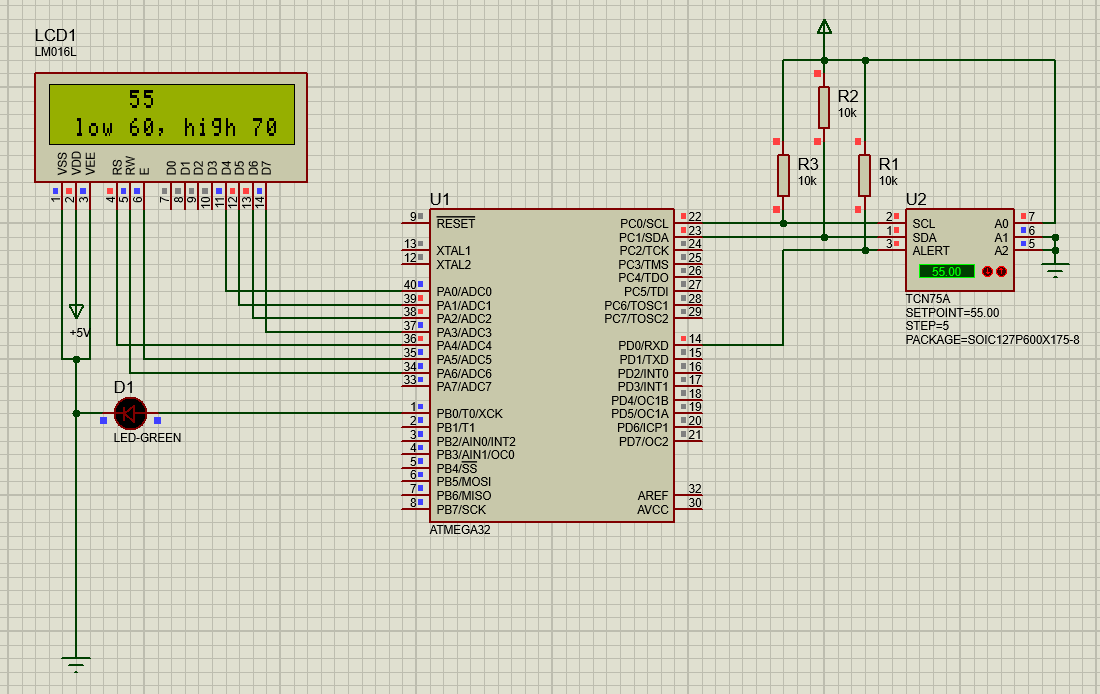 LCD1
LM016L
55
low 60, high 70
VSS VDD VEE RS RW E D0 D1 D2 D3 D4 D5 D6 D7
1 2 3 4 5 6 7 8 9 10 11 12 13 14
+5V
D1
LED-GREEN
U1
9 RESET
13 XTAL1
12 XTAL2
40 PA0/ADC0
39 PA1/ADC1
38 PA2/ADC2
37 PA3/ADC3
36 PA4/ADC4
35 PA5/ADC5
34 PA6/ADC6
33 PA7/ADC7
1 PB0/T0/XCK
2 PB1/T1
3 PB2/AIN0/INT2
4 PB3/AIN1/OC0
5 PB4/SS
6 PB5/MOSI
7 PB6/MISO
8 PB7/SCK
PC0/SCL 22
PC1/SDA 23
PC2/TCK 24
PC3/TMS 25
PC4/TDO 26
PC5/TDI 27
PC6/TOSC1 28
PC7/TOSC2 29
PD0/RXD 14
PD1/TXD 15
PD2/INT0 16
PD3/INT1 17
PD4/OC1B 18
PD5/OC1A 19
PD6/ICP1 20
PD7/OC2 21
AREF 32
AVCC 30
ATMEGA32
R2
10k
R3
10k
R1
10k
U2
2 SCL A0 7
1 SDA A1 6
3 ALERT A2 5
55.00
TCN75A
SETPOINT=55.00
STEP=5
PACKAGE=SOIC127P600X175-8